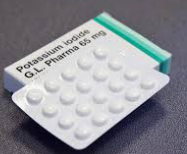 Potassium iodide
G.L. Pharma 65 mg